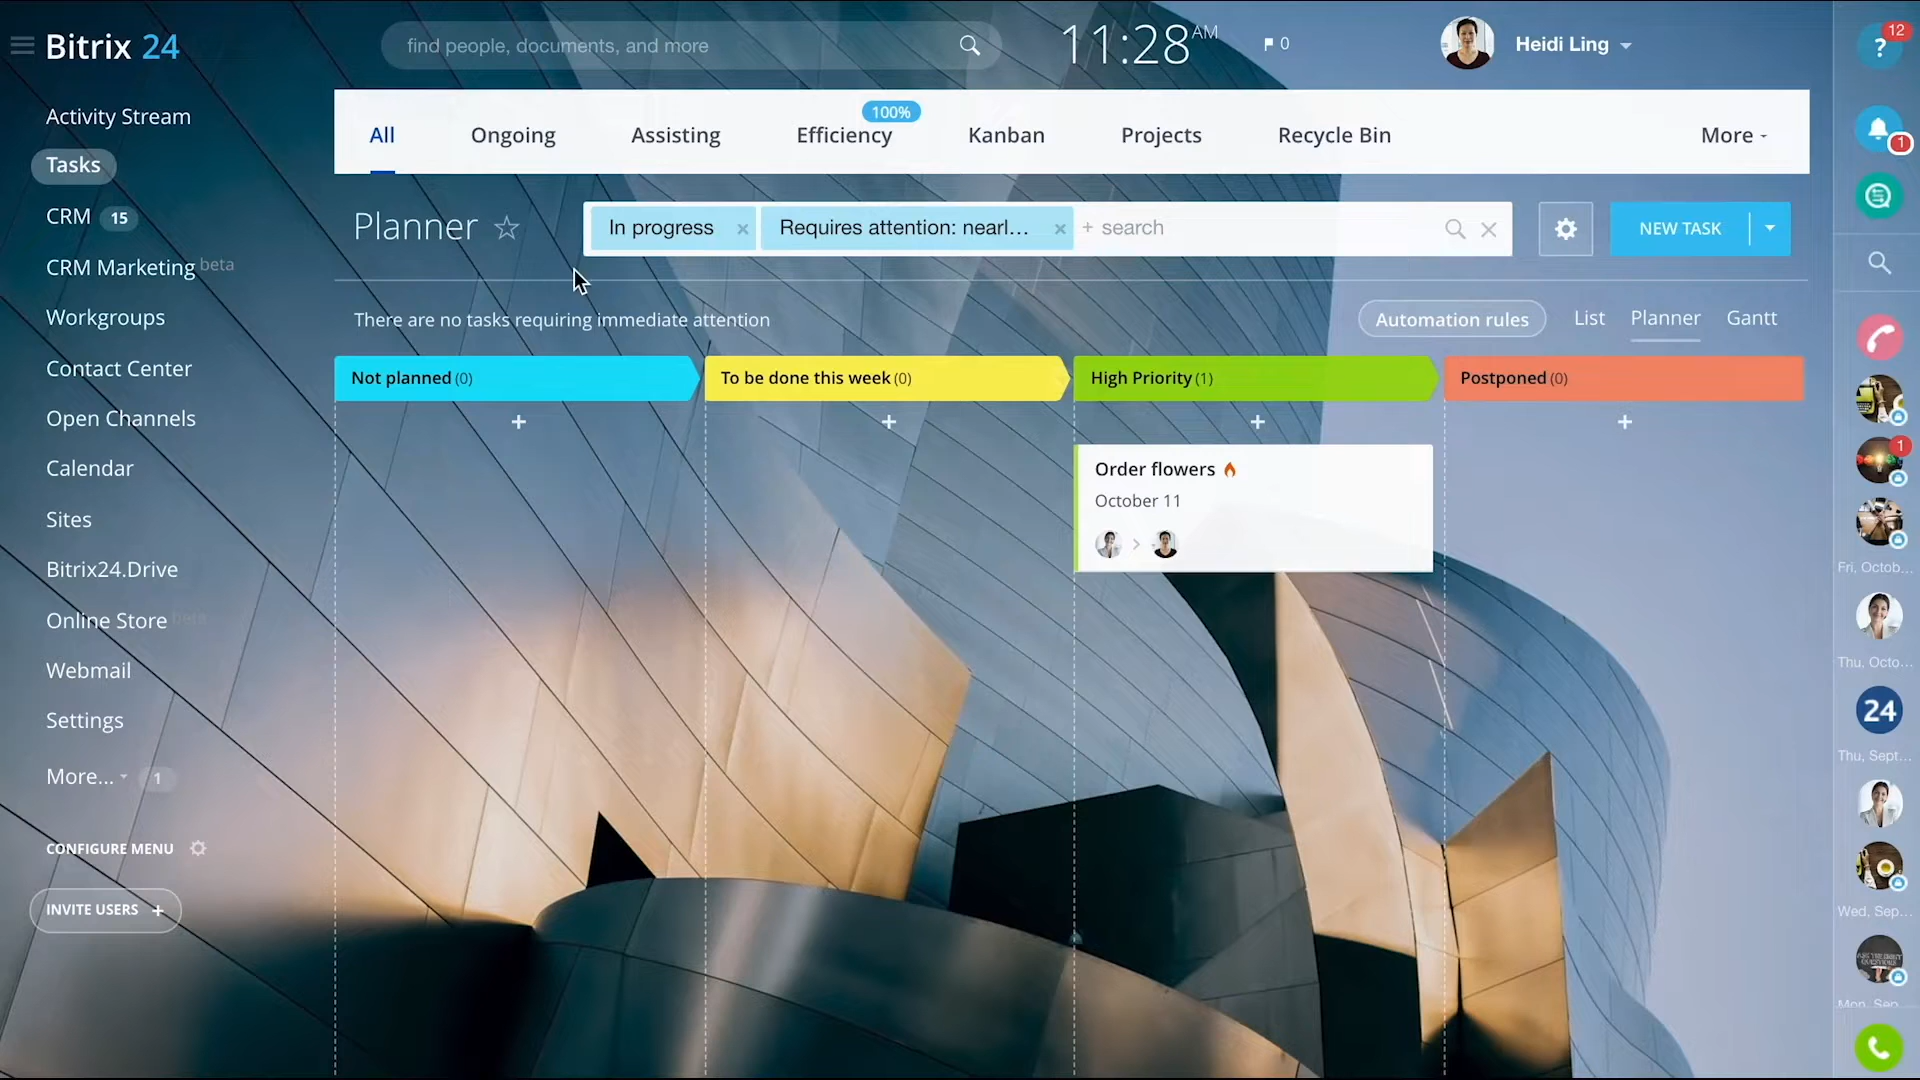 Bitrix 24
find people, documents, and more
11:28 AM
0
Heidi Ling
12
Activity Stream
Tasks
CRM 15
CRM Marketing beta
Workgroups
Contact Center
Open Channels
Calendar
Sites
Bitrix24.Drive
Online Store beta
Webmail
Settings
More... 1
CONFIGURE MENU
INVITE USERS +
100%
All Ongoing Assisting Efficiency Kanban Projects Recycle Bin More
Planner
In progress × Requires attention: nearl... × + search
NEW TASK
There are no tasks requiring immediate attention
Automation rules List Planner Gantt
Not planned (0)
To be done this week (0)
High Priority (1)
Postponed (0)
+ + + +
Order flowers
October 11
?
1
1
Fri, Octob...
Thu, Octo...
24
Thu, Sept...
Wed, Sep...
Mon, Sep...